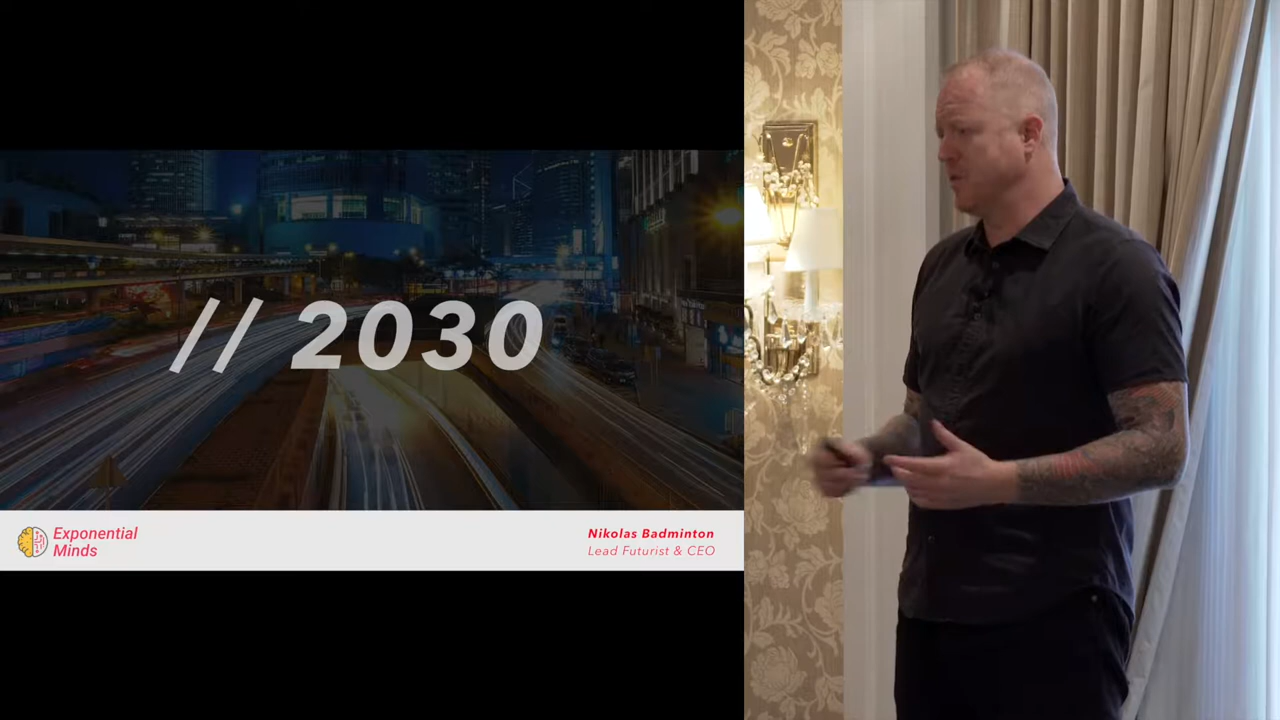 // 2030
Exponential
Minds
Nikolas Badminton
Lead Futurist & CEO